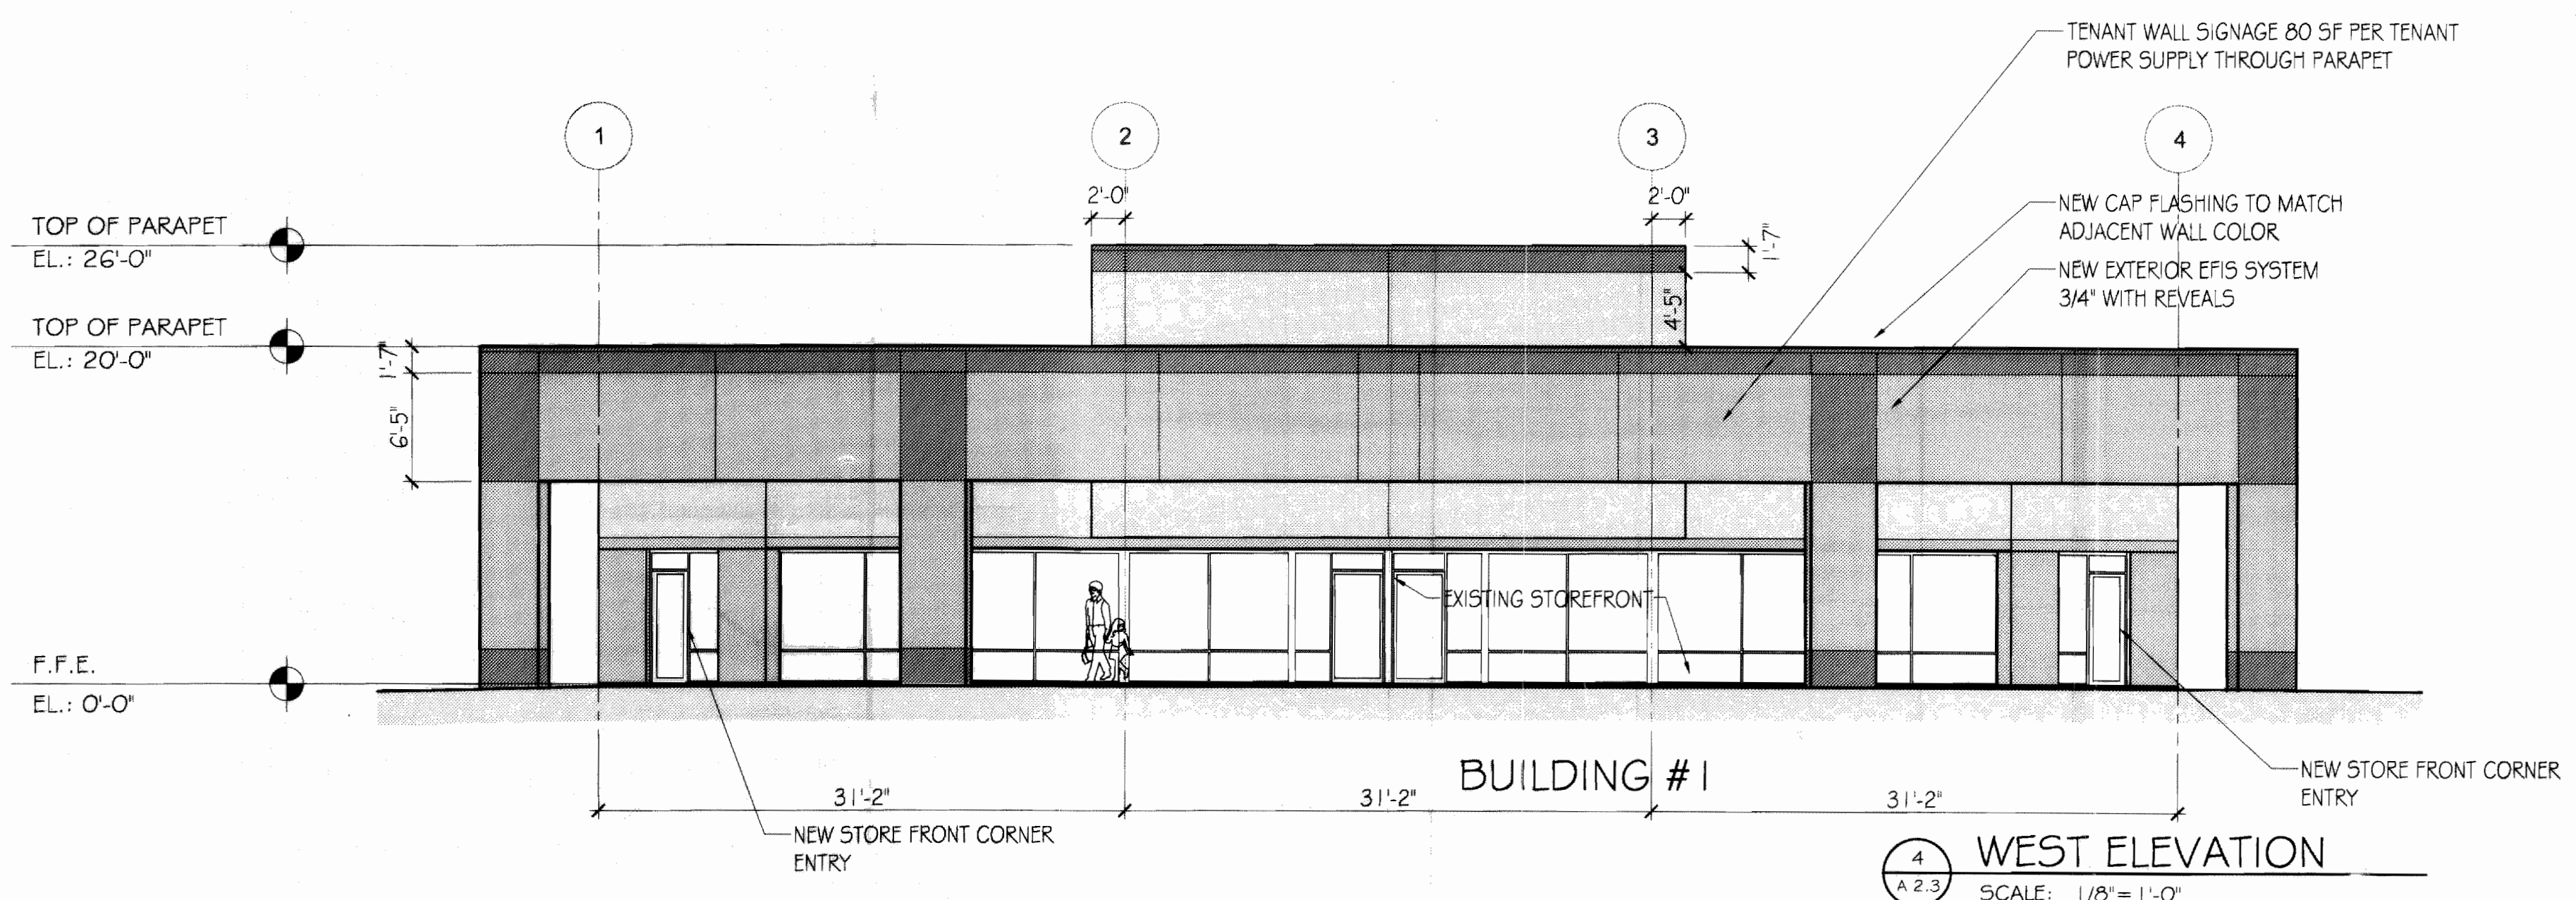 TENANT WALL SIGNAGE 80 SF PER TENANT
POWER SUPPLY THROUGH PARAPET
1
2
3
4
2'-0"
2'-0"
NEW CAP FLASHING TO MATCH
ADJACENT WALL COLOR
TOP OF PARAPET
EL.: 26'-0"
1'-7"
NEW EXTERIOR EFIS SYSTEM
3/4" WITH REVEALS
4'-5"
TOP OF PARAPET
EL.: 20'-0"
1'-7"
6'-5"
EXISTING STOREFRONT
F.F.E.
EL.: 0'-0"
BUILDING #1
NEW STORE FRONT CORNER
ENTRY
31'-2"
31'-2"
31'-2"
NEW STORE FRONT CORNER
ENTRY
4
A 2.3
WEST ELEVATION
SCALE: 1/8"= 1'-0"